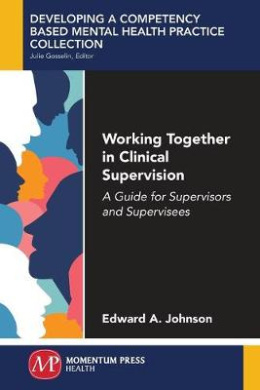 DEVELOPING A COMPETENCY
BASED MENTAL HEALTH PRACTICE
COLLECTION
Julie Gosselin, Editor
Working Together
in Clinical
Supervision
A Guide for Supervisors
and Supervisees
Edward A. Johnson
MP
MOMENTUM PRESS
HEALTH